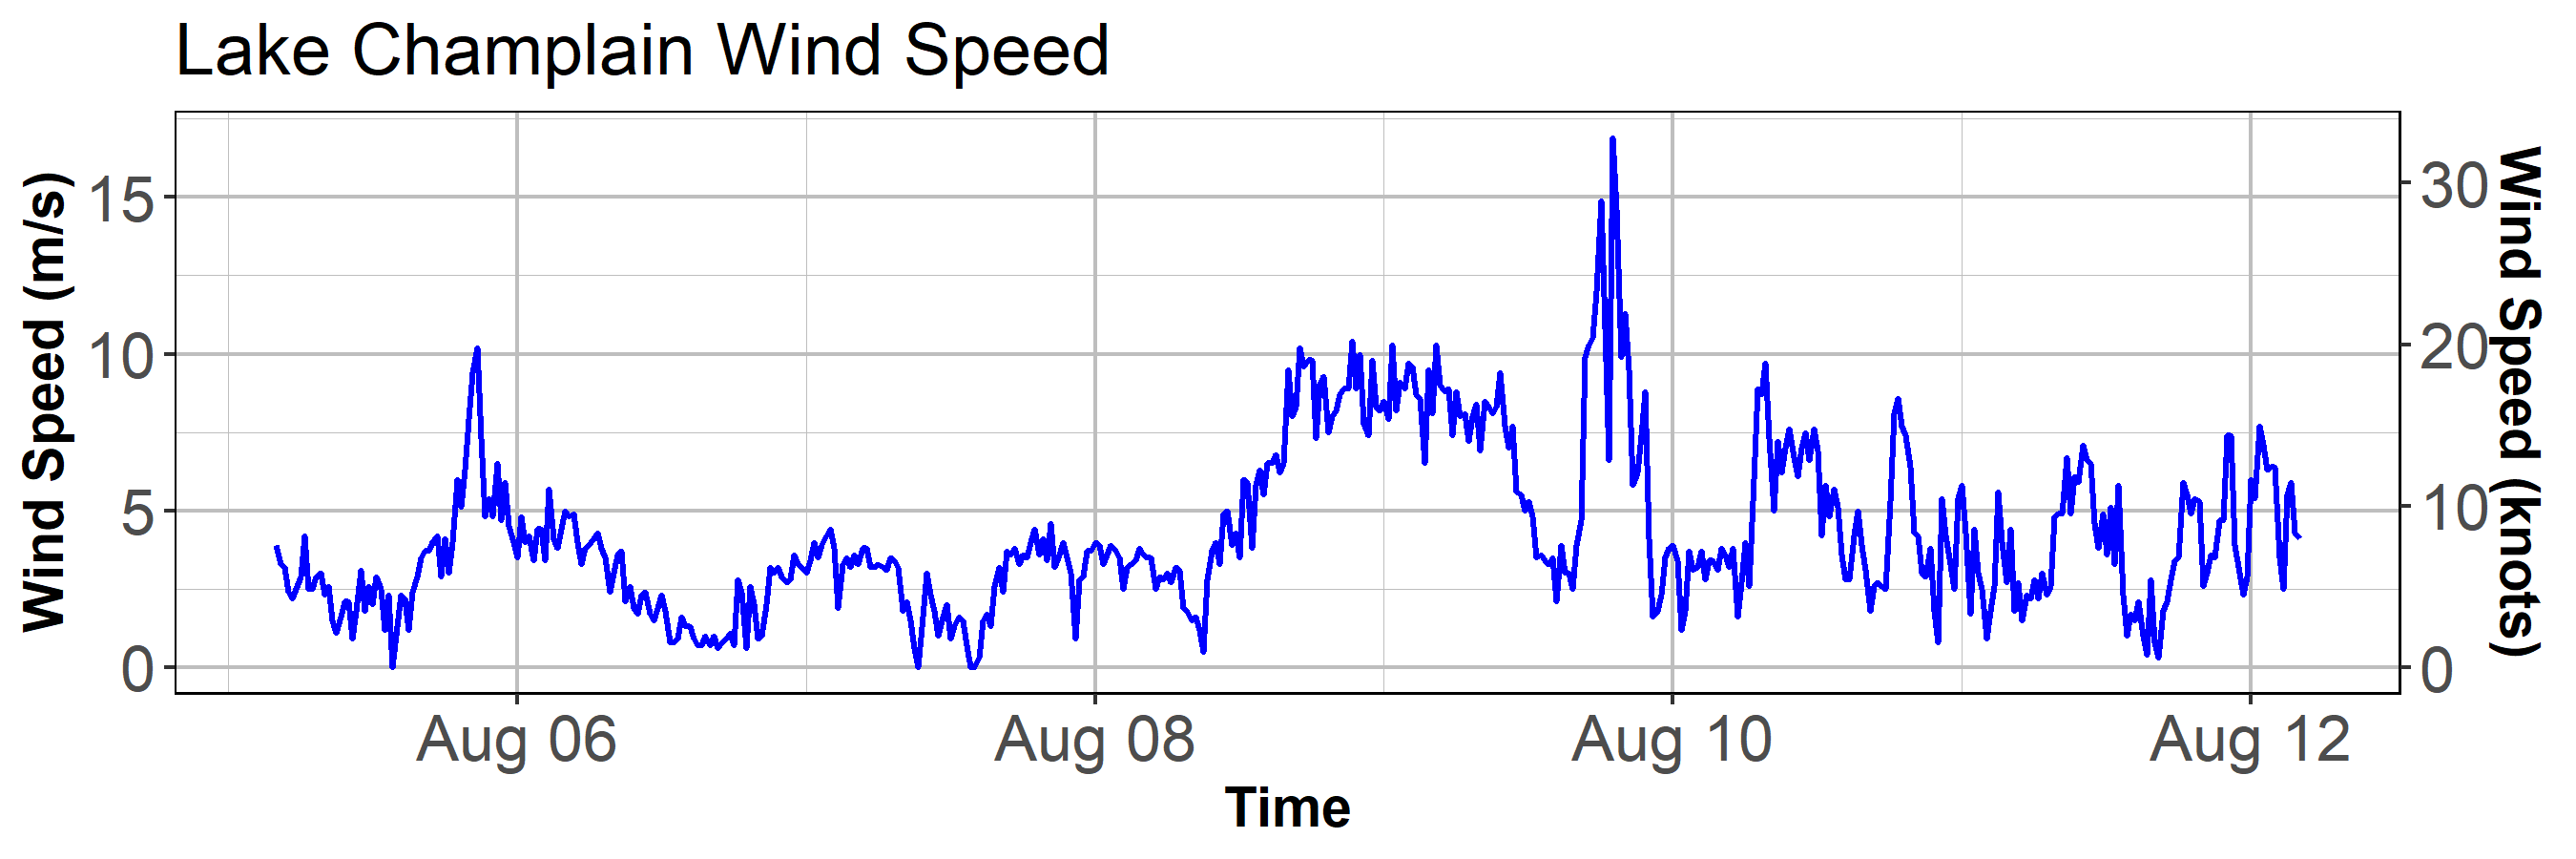 Lake Champlain Wind Speed
Wind Speed (m/s)
15
10
5
0
30
20
10
0
Wind Speed (knots)
Aug 06
Aug 08
Aug 10
Aug 12
Time